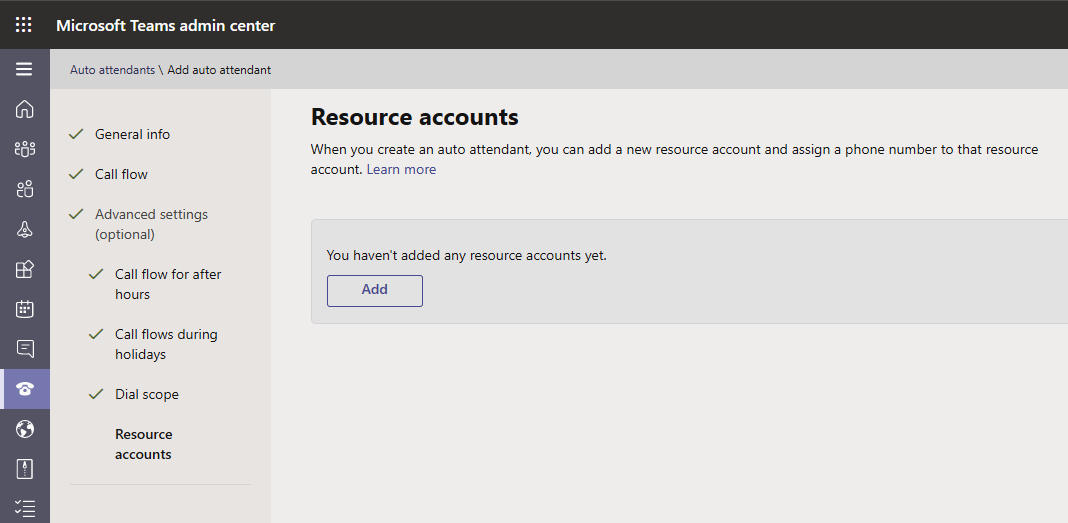 Microsoft Teams admin center
Auto attendants \ Add auto attendant
General info
Call flow
Advanced settings
(optional)
Call flow for after
hours
Call flows during
holidays
Dial scope
Resource
accounts
Resource accounts
When you create an auto attendant, you can add a new resource account and assign a phone number to that resource
account. Learn more
You haven't added any resource accounts yet.
Add